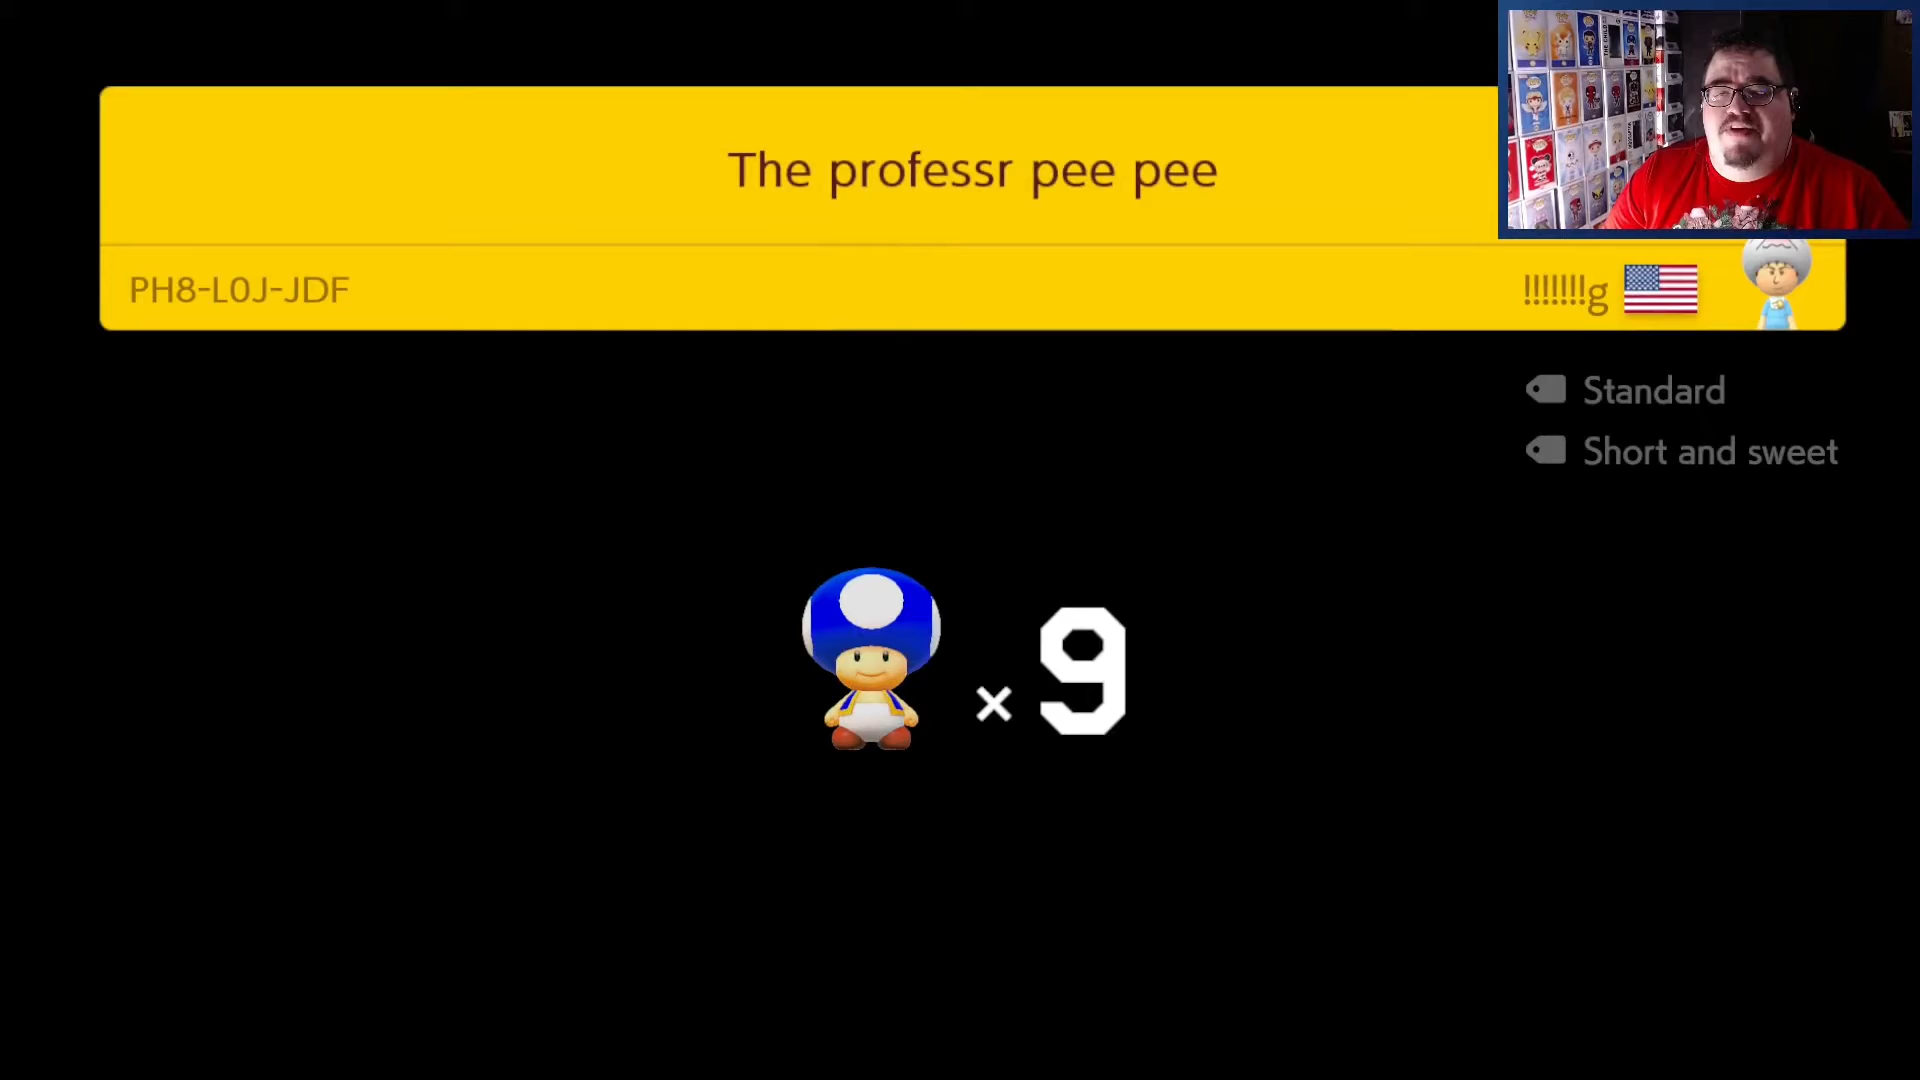 The professr pee pee
PH8-L0J-JDF
!!!!!!!g
Standard
Short and sweet
× 9